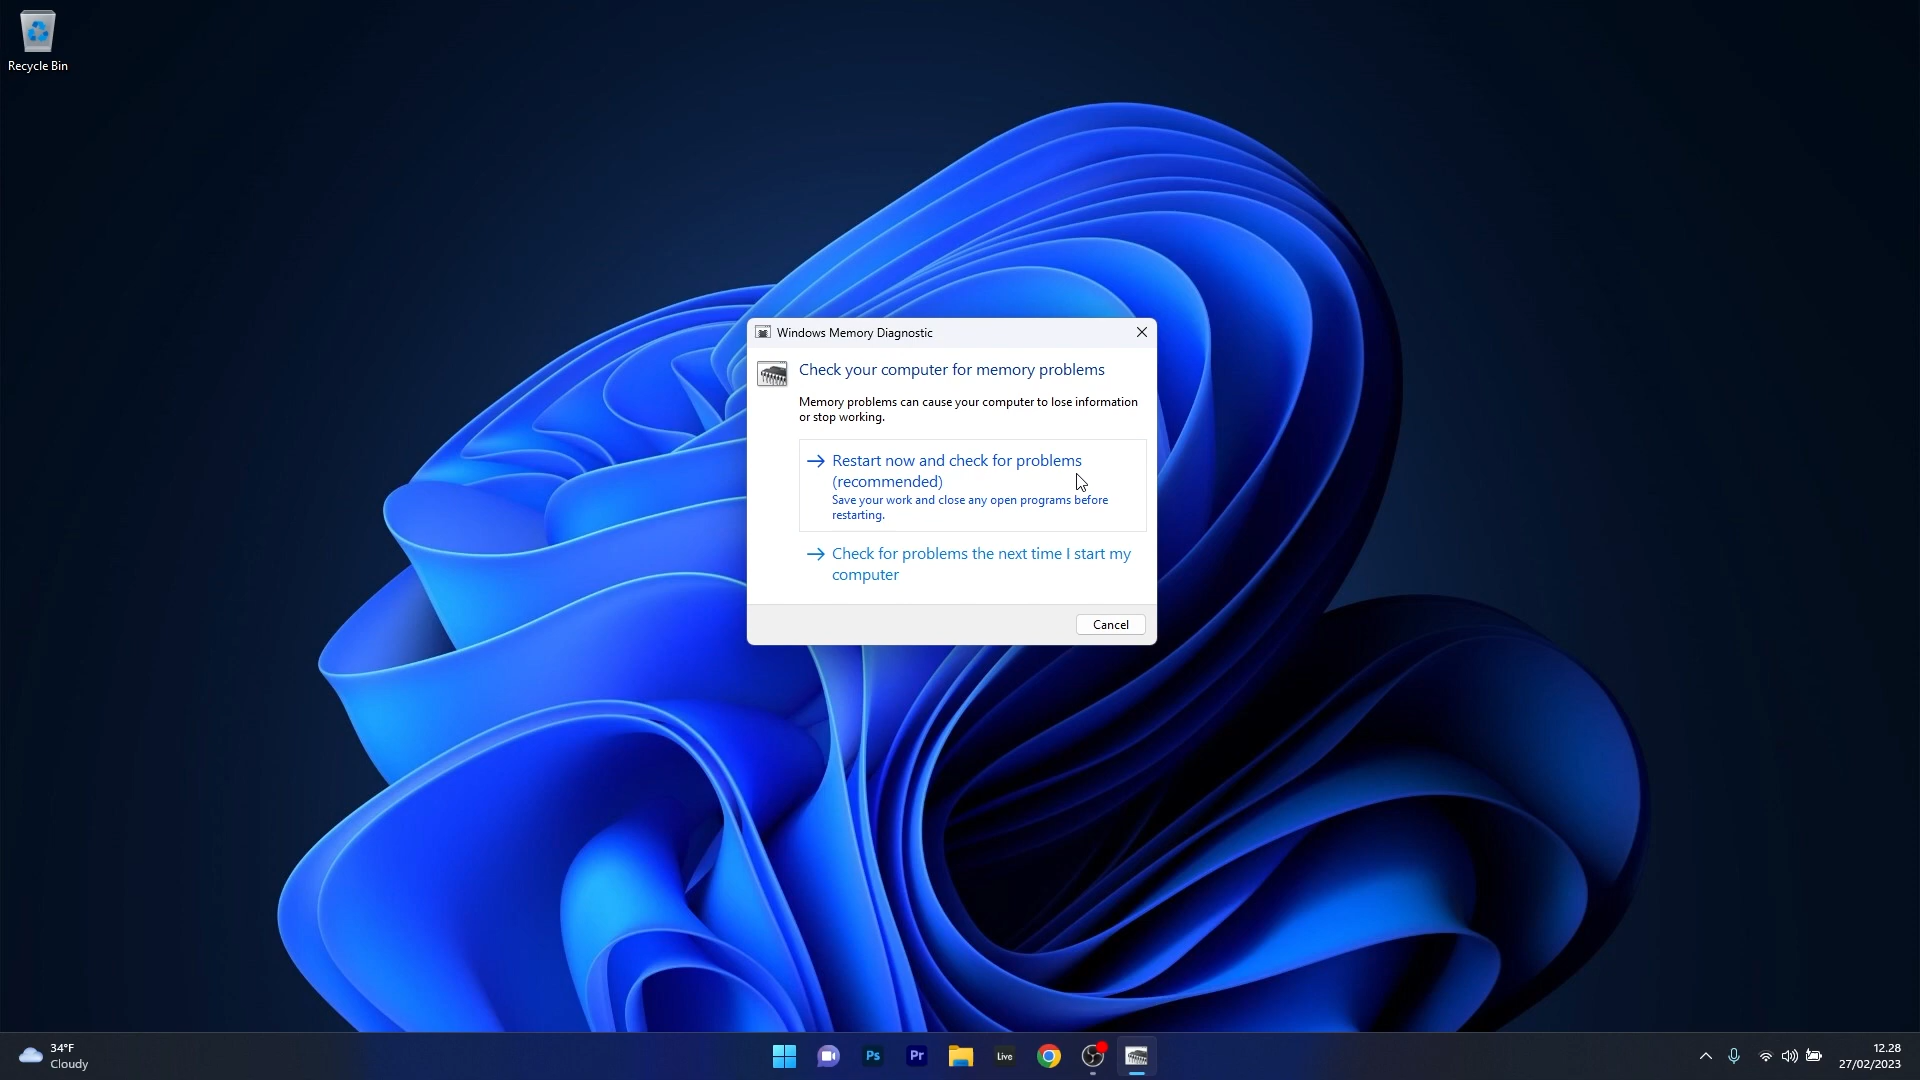 Recycle Bin
Windows Memory Diagnostic
Check your computer for memory problems
Memory problems can cause your computer to lose information
or stop working.
Restart now and check for problems
(recommended)
Save your work and close any open programs before
restarting.
Check for problems the next time I start my
computer
Cancel
34°F
Cloudy
Ps
Pr
Live
12.28
27/02/2023